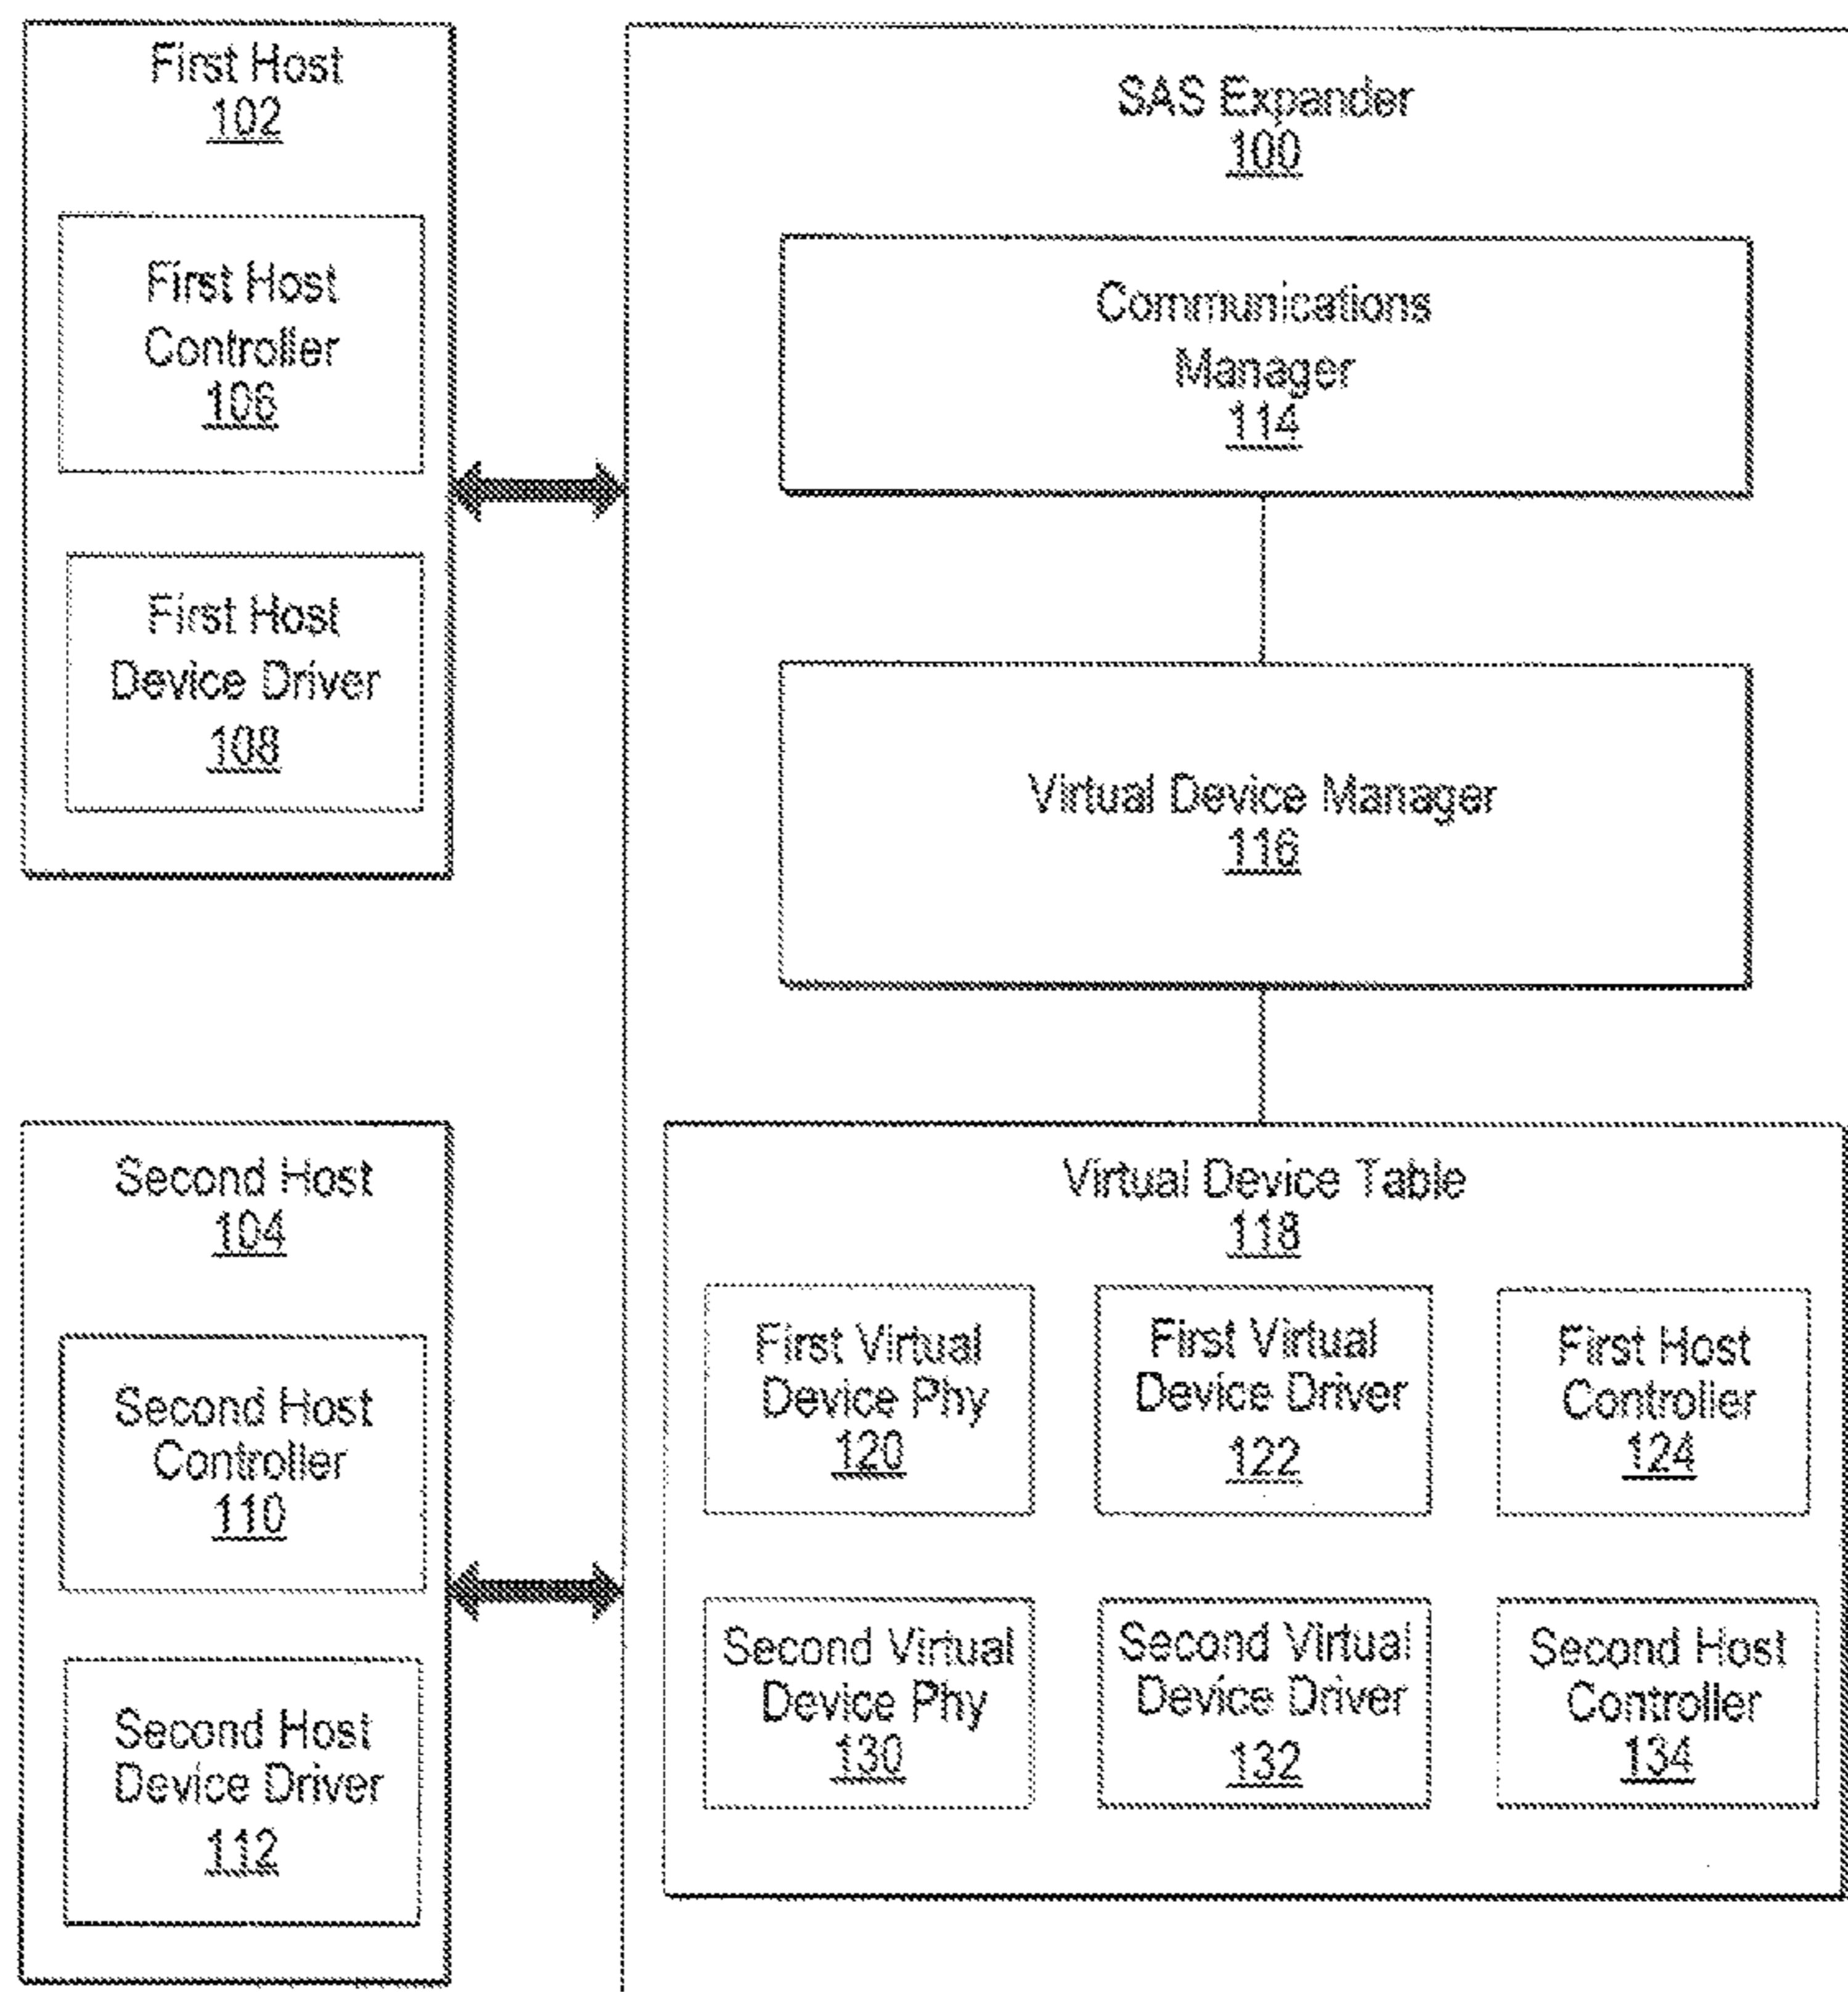 First Host
102
First Host
Controller
106
First Host
Device Driver
108
SAS Expander
100
Communications
Manager
114
Virtual Device Manager
116
Second Host
104
Second Host
Controller
110
Second Host
Device Driver
112
Virtual Device Table
118
First Virtual
Device Phy
120
First Virtual
Device Driver
122
First Host
Controller
124
Second Virtual
Device Phy
130
Second Virtual
Device Driver
132
Second Host
Controller
134